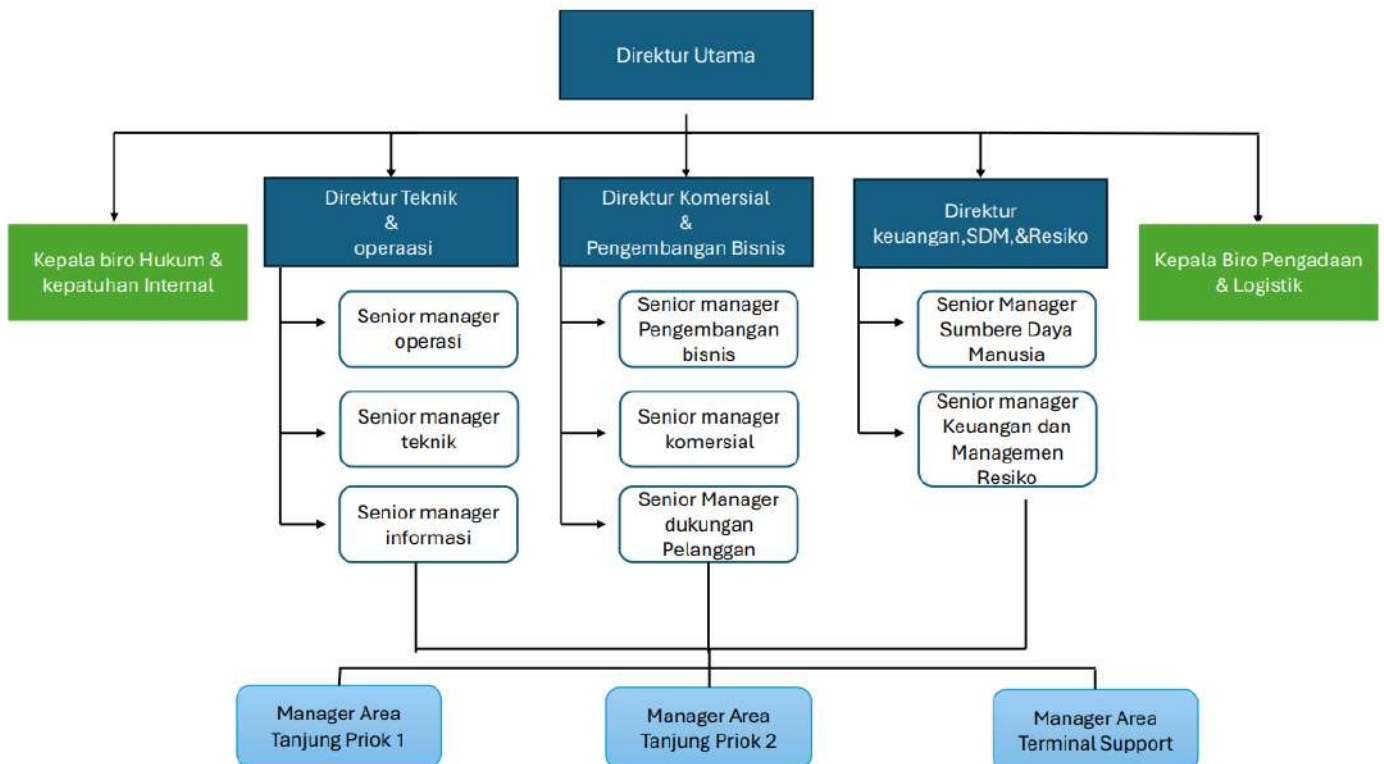 Direktur Utama
Direktur Teknik
&
operaasi
Direktur Komersial
&
Pengembangan Bisnis
Direktur
keuangan,SDM,&Resiko
Kepala biro Hukum &
kepatuhan Internal
Kepala Biro Pengadaan
& Logistik
Senior manager
operasi
Senior manager
Pengembangan
bisnis
Senior Manager
Sumbere Daya
Manusia
Senior manager
teknik
Senior manager
komersial
Senior manager
Keuangan dan
Managemen
Resiko
Senior manager
informasi
Senior Manager
dukungan
Pelanggan
Manager Area
Tanjung Priok 1
Manager Area
Tanjung Priok 2
Manager Area
Terminal Support